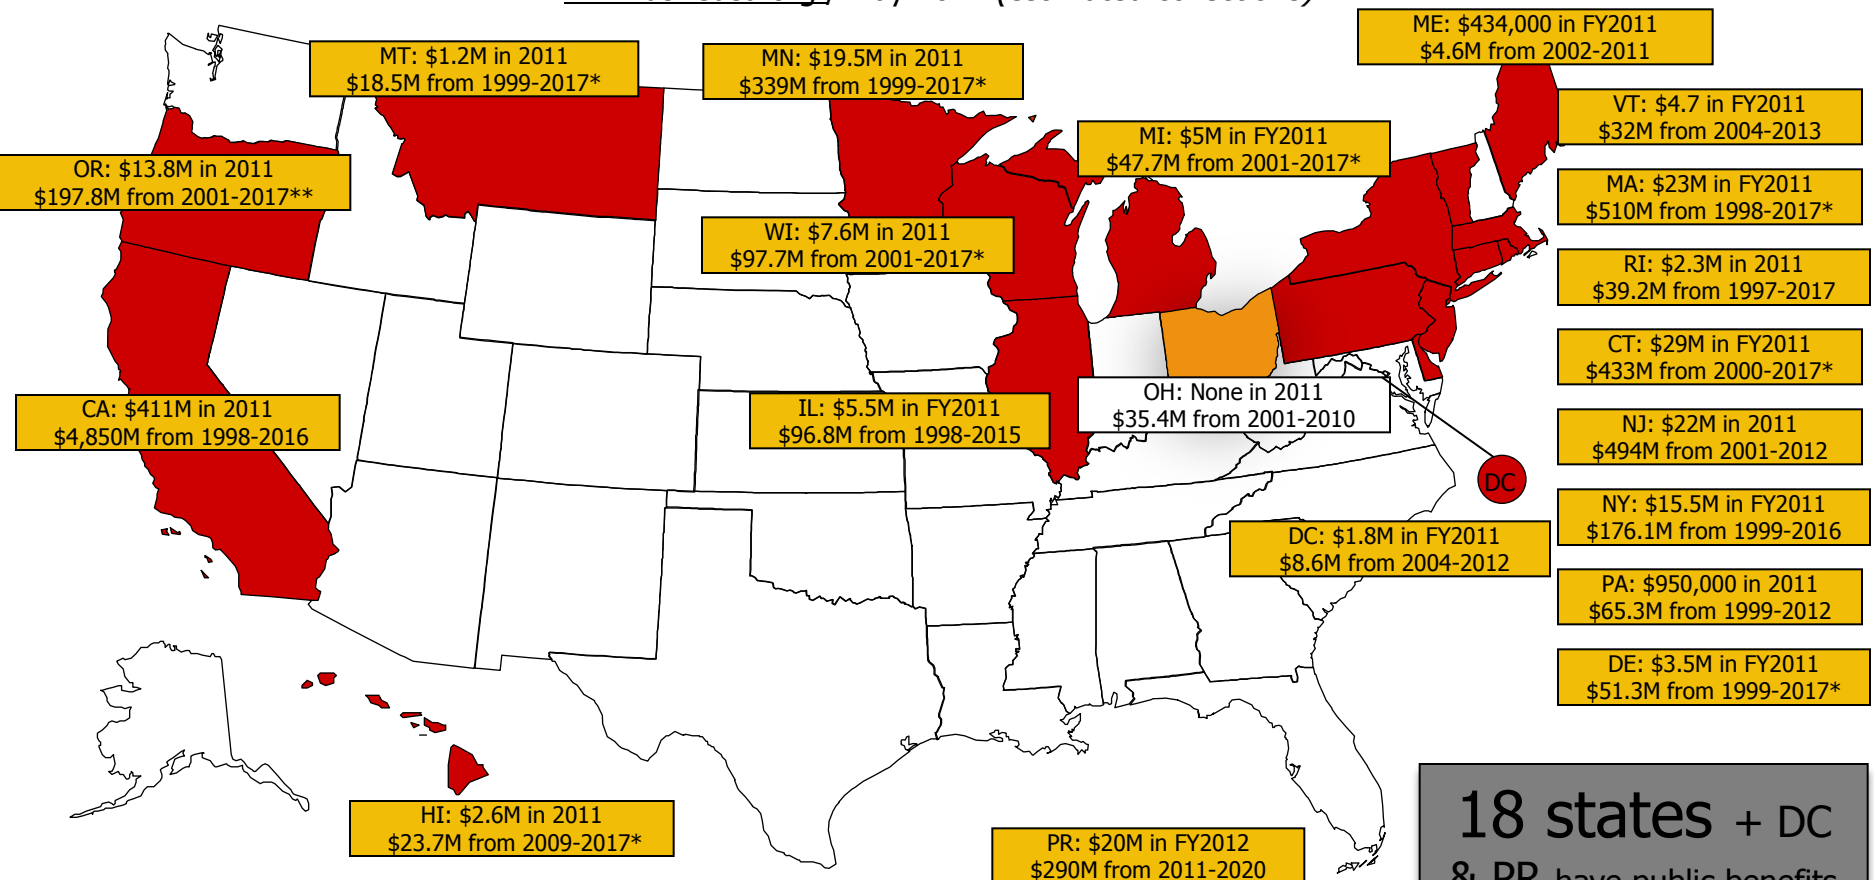 ME: $434,000 in FY2011
$4.6M from 2002-2011
MT: $1.2M in 2011
$18.5M from 1999-2017*
MN: $19.5M in 2011
$339M from 1999-2017*
VT: $4.7 in FY2011
$32M from 2004-2013
MI: $5M in FY2011
$47.7M from 2001-2017*
OR: $13.8M in 2011
$197.8M from 2001-2017**
MA: $23M in FY2011
$510M from 1998-2017*
WI: $7.6M in 2011
$97.7M from 2001-2017*
RI: $2.3M in 2011
$39.2M from 1997-2017
CT: $29M in FY2011
$433M from 2000-2017*
OH: None in 2011
$35.4M from 2001-2010
CA: $411M in 2011
$4,850M from 1998-2016
IL: $5.5M in FY2011
$96.8M from 1998-2015
NJ: $22M in 2011
$494M from 2001-2012
DC
NY: $15.5M in FY2011
$176.1M from 1999-2016
DC: $1.8M in FY2011
$8.6M from 2004-2012
PA: $950,000 in 2011
$65.3M from 1999-2012
DE: $3.5M in FY2011
$51.3M from 1999-2017*
HI: $2.6M in 2011
$23.7M from 2009-2017*
PR: $20M in FY2012
$290M from 2011-2020
18 states + DC
& PR have public benefits